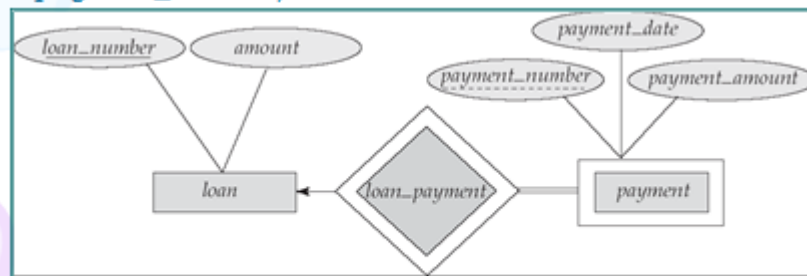 payment_date
loan_number amount
payment_number payment_amount
loan loan_payment payment